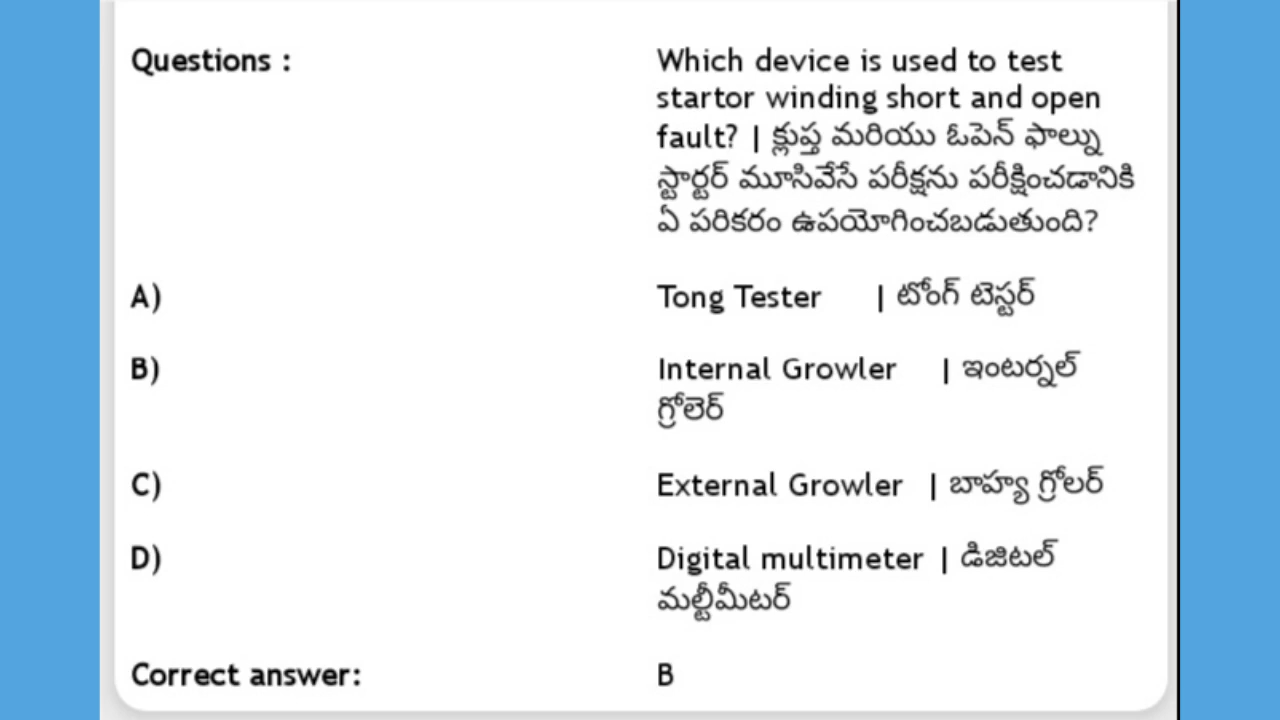 Questions :
Which device is used to test
startor winding short and open
fault? | క్లుప్త మరియు ఓపెన్ ఫాల్ను
స్టార్టర్ మూసివేసే పరీక్షను పరీక్షించడానికి
ఏ పరికరం ఉపయోగించబడుతుంది?
A) Tong Tester | టోంగ్ టెస్టర్
B) Internal Growler | ఇంటర్నల్
గ్రోలెర్
C) External Growler | బాహ్య గ్రోలర్
D) Digital multimeter | డిజిటల్
మల్టీమీటర్
Correct answer: B